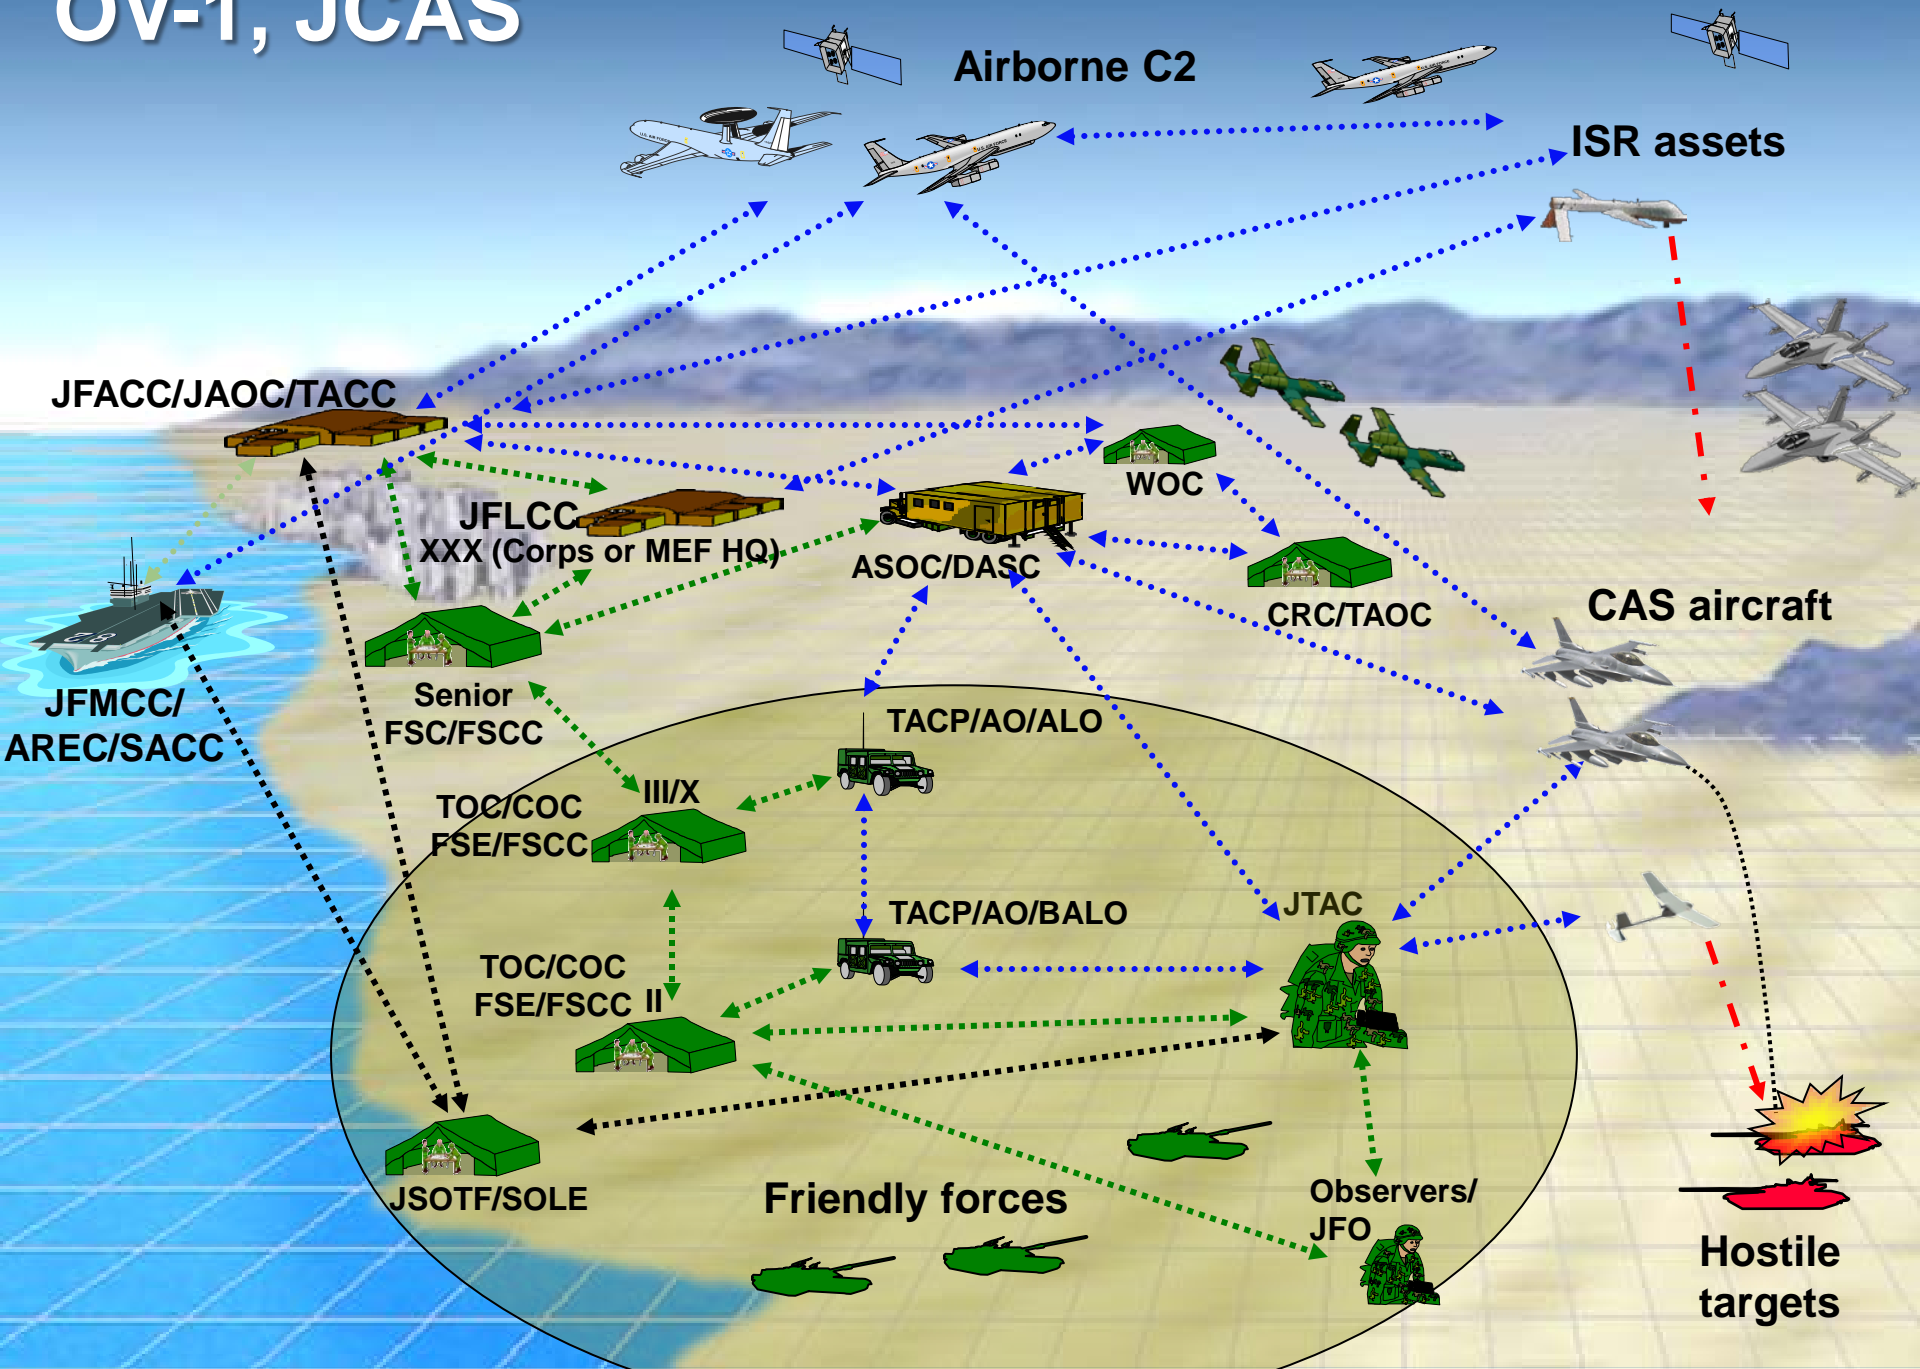 OV-1, JCAS
Airborne C2
ISR assets
JFACC/JAOC/TACC
WOC
JFLCC
XXX (Corps or MEF HQ)
ASOC/DASC
CRC/TAOC
CAS aircraft
JFMCC/
AREC/SACC
Senior
FSC/FSCC
TACP/AO/ALO
III/X
TOC/COC
FSE/FSCC
JTAC
TACP/AO/BALO
TOC/COC
FSE/FSCC II
JSOTF/SOLE
Friendly forces
Observers/
JFO
Hostile
targets